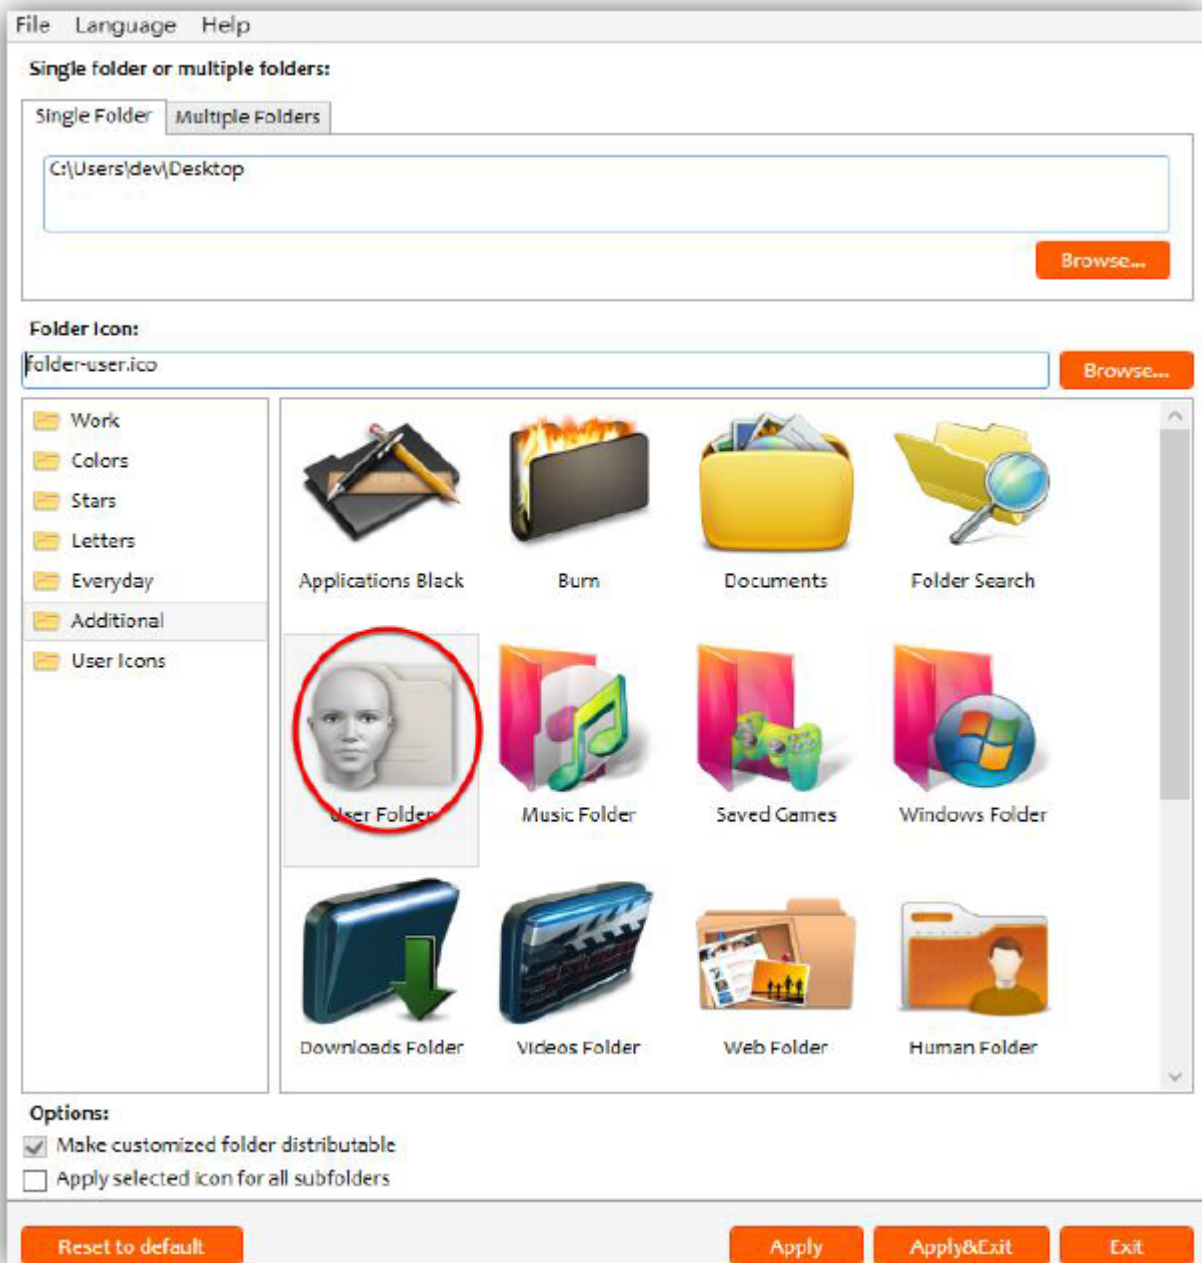 File Language Help
Single folder or multiple folders:
Single Folder Multiple Folders
C:\Users\dev\Desktop
Browse...
Folder Icon:
folder-user.ico
Browse...
Work
Colors
Stars
Letters
Everyday
Additional
User Icons
Applications Black Burn Documents Folder Search
User Folder Music Folder Saved Games Windows Folder
Downloads Folder Videos Folder Web Folder Human Folder
Options:
Make customized folder distributable
Apply selected icon for all subfolders
Reset to default Apply Apply&Exit Exit